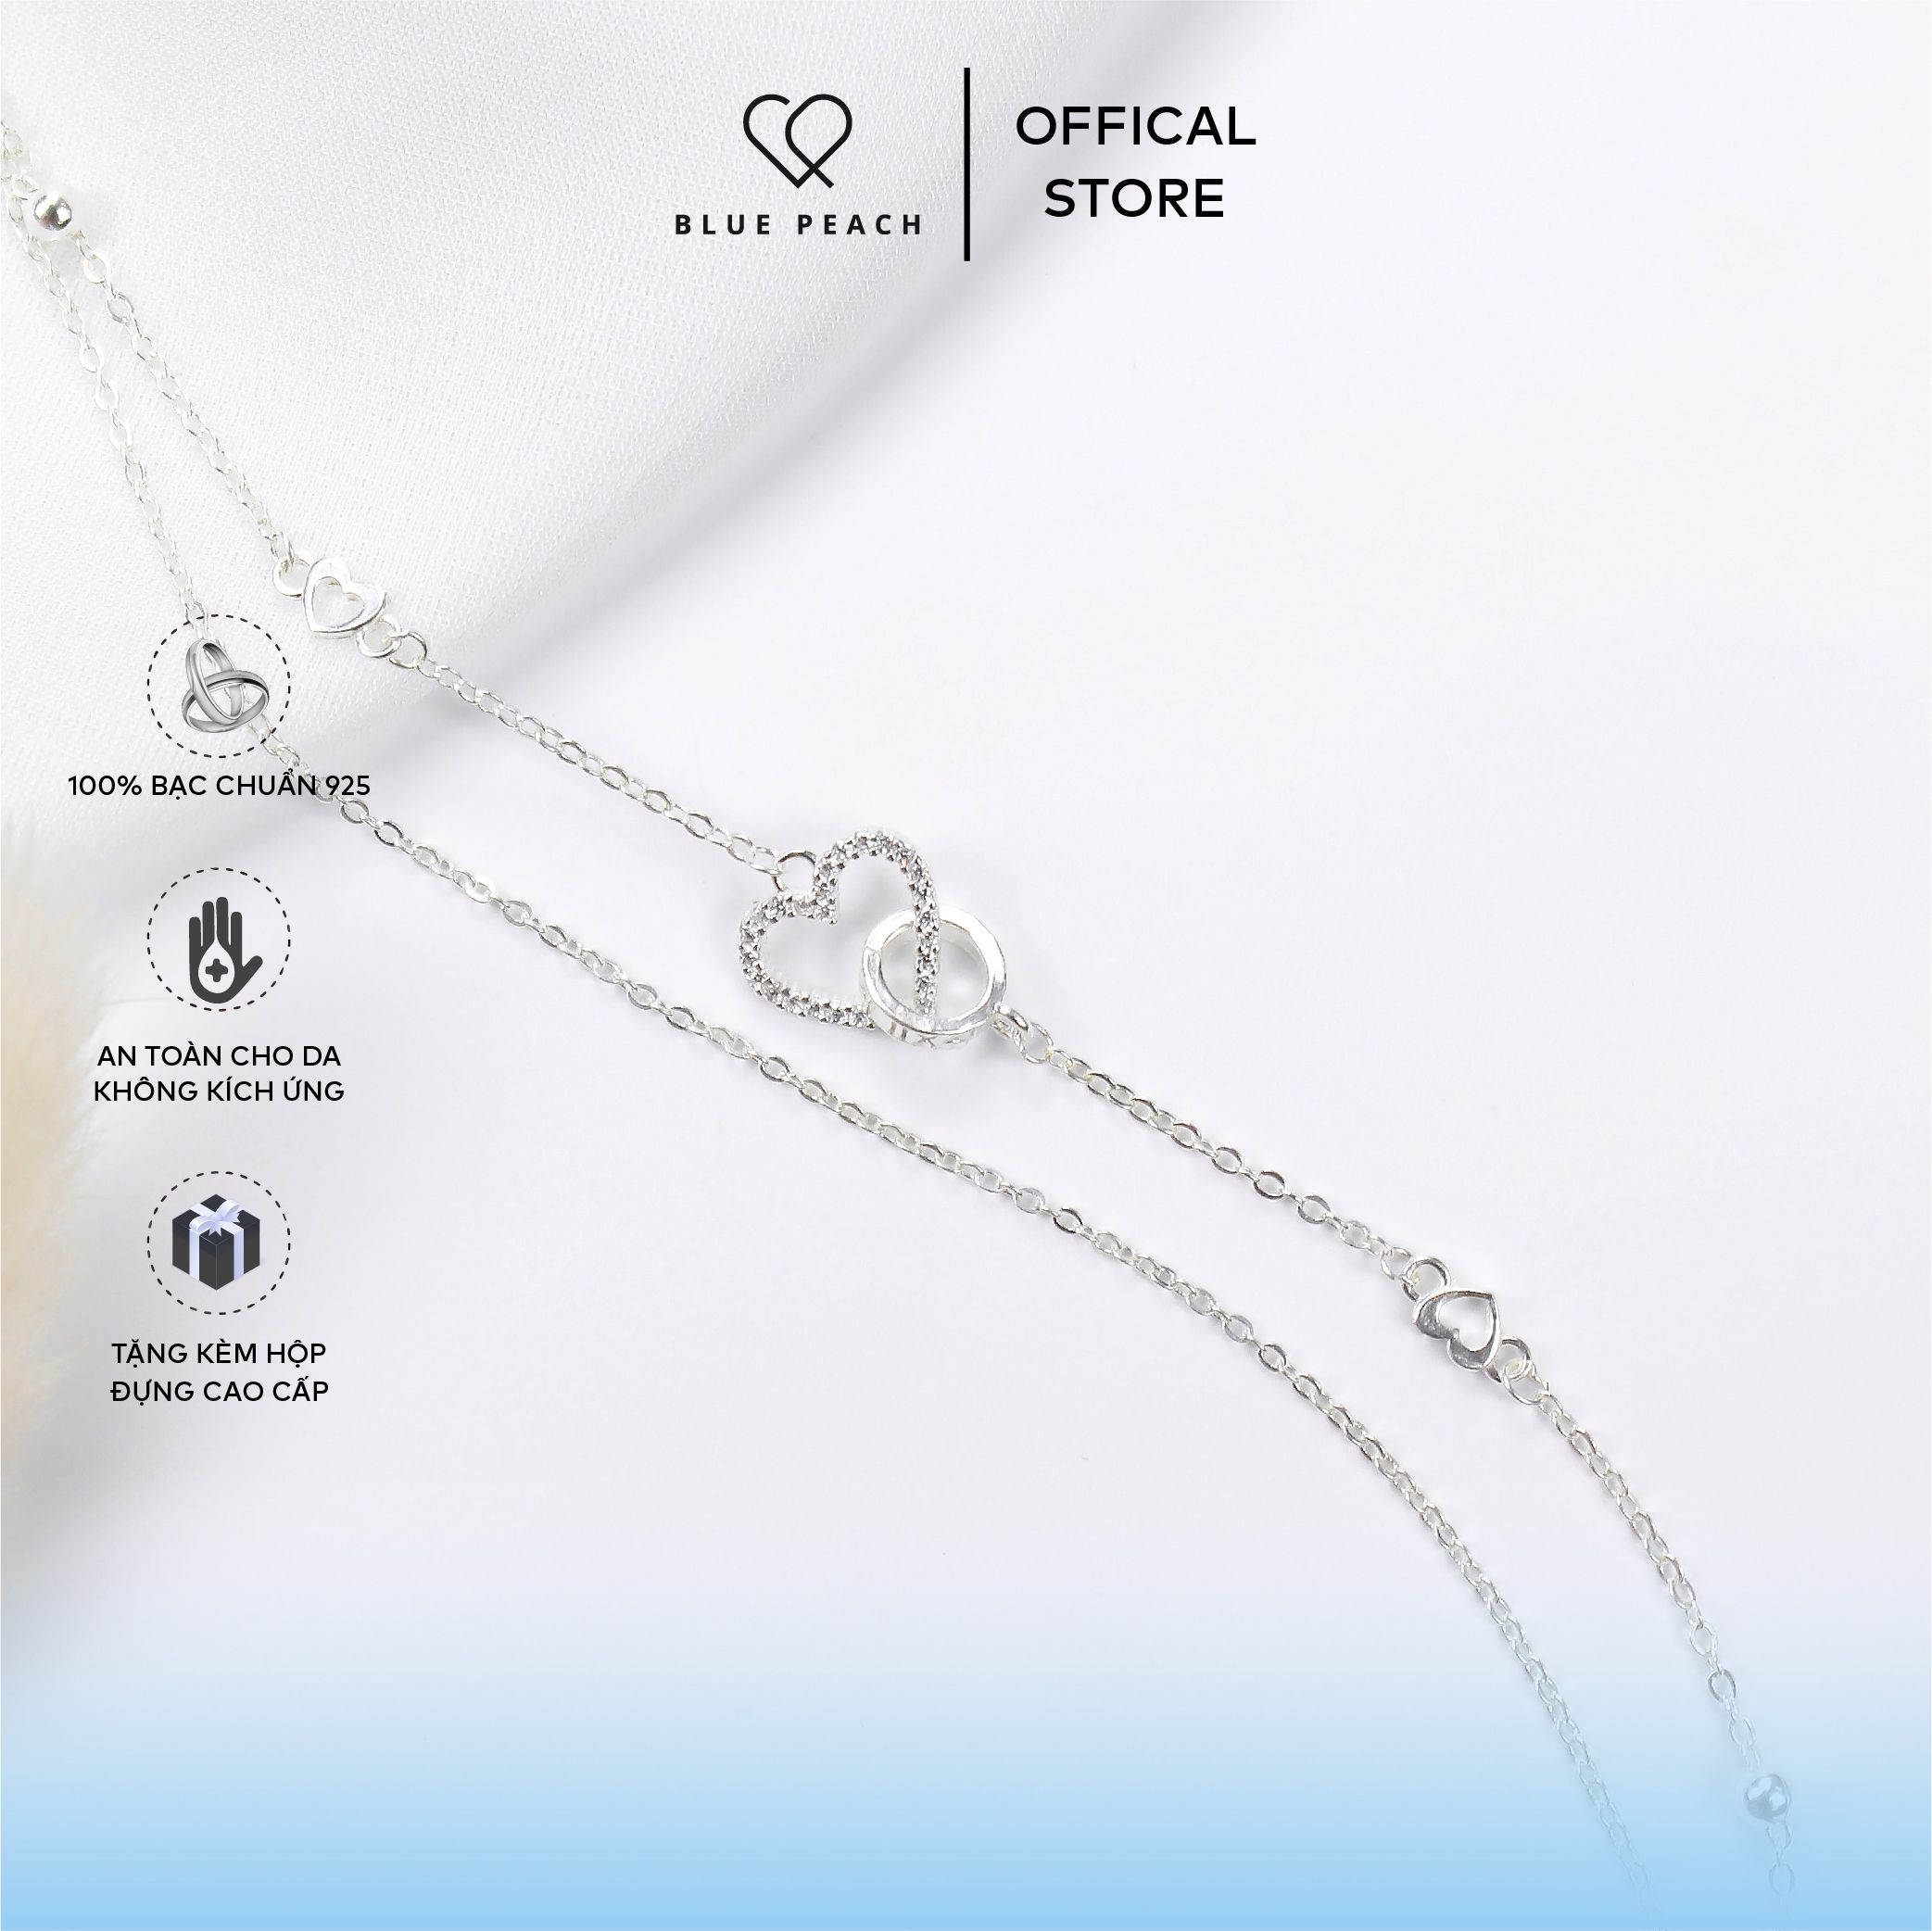 BLUE PEACH
OFFICAL
STORE
100% BẠC CHUẨN 925
AN TOÀN CHO DA
KHÔNG KÍCH ỨNG
TẶNG KÈM HỘP
ĐỰNG CAO CẤP